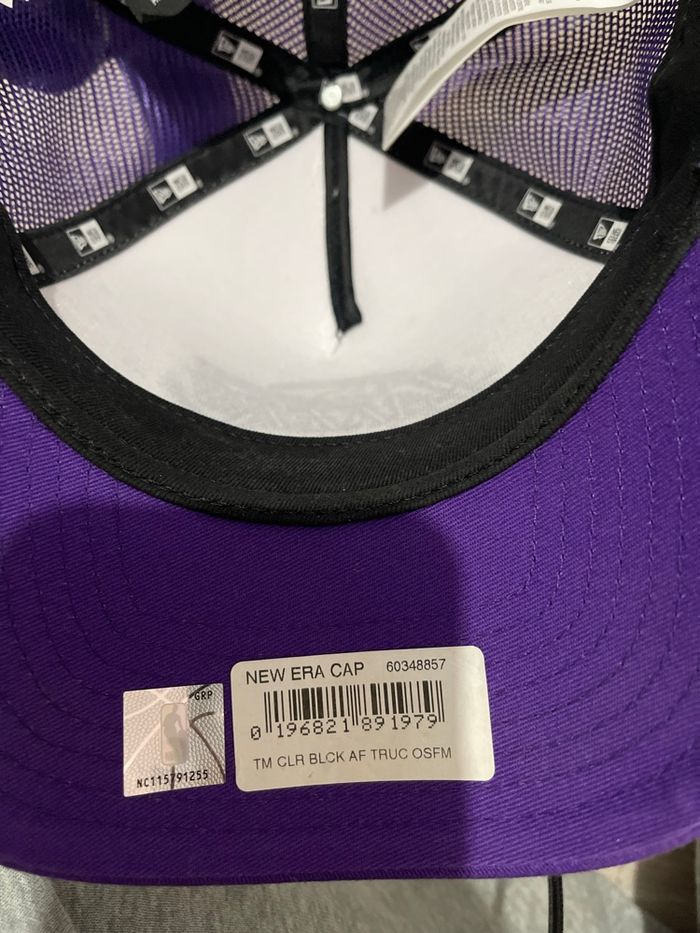 NEW ERA CAP 60348857
0 196821 891979
TM CLR BLCK AF TRUC OSFM
GRP
NC115791255